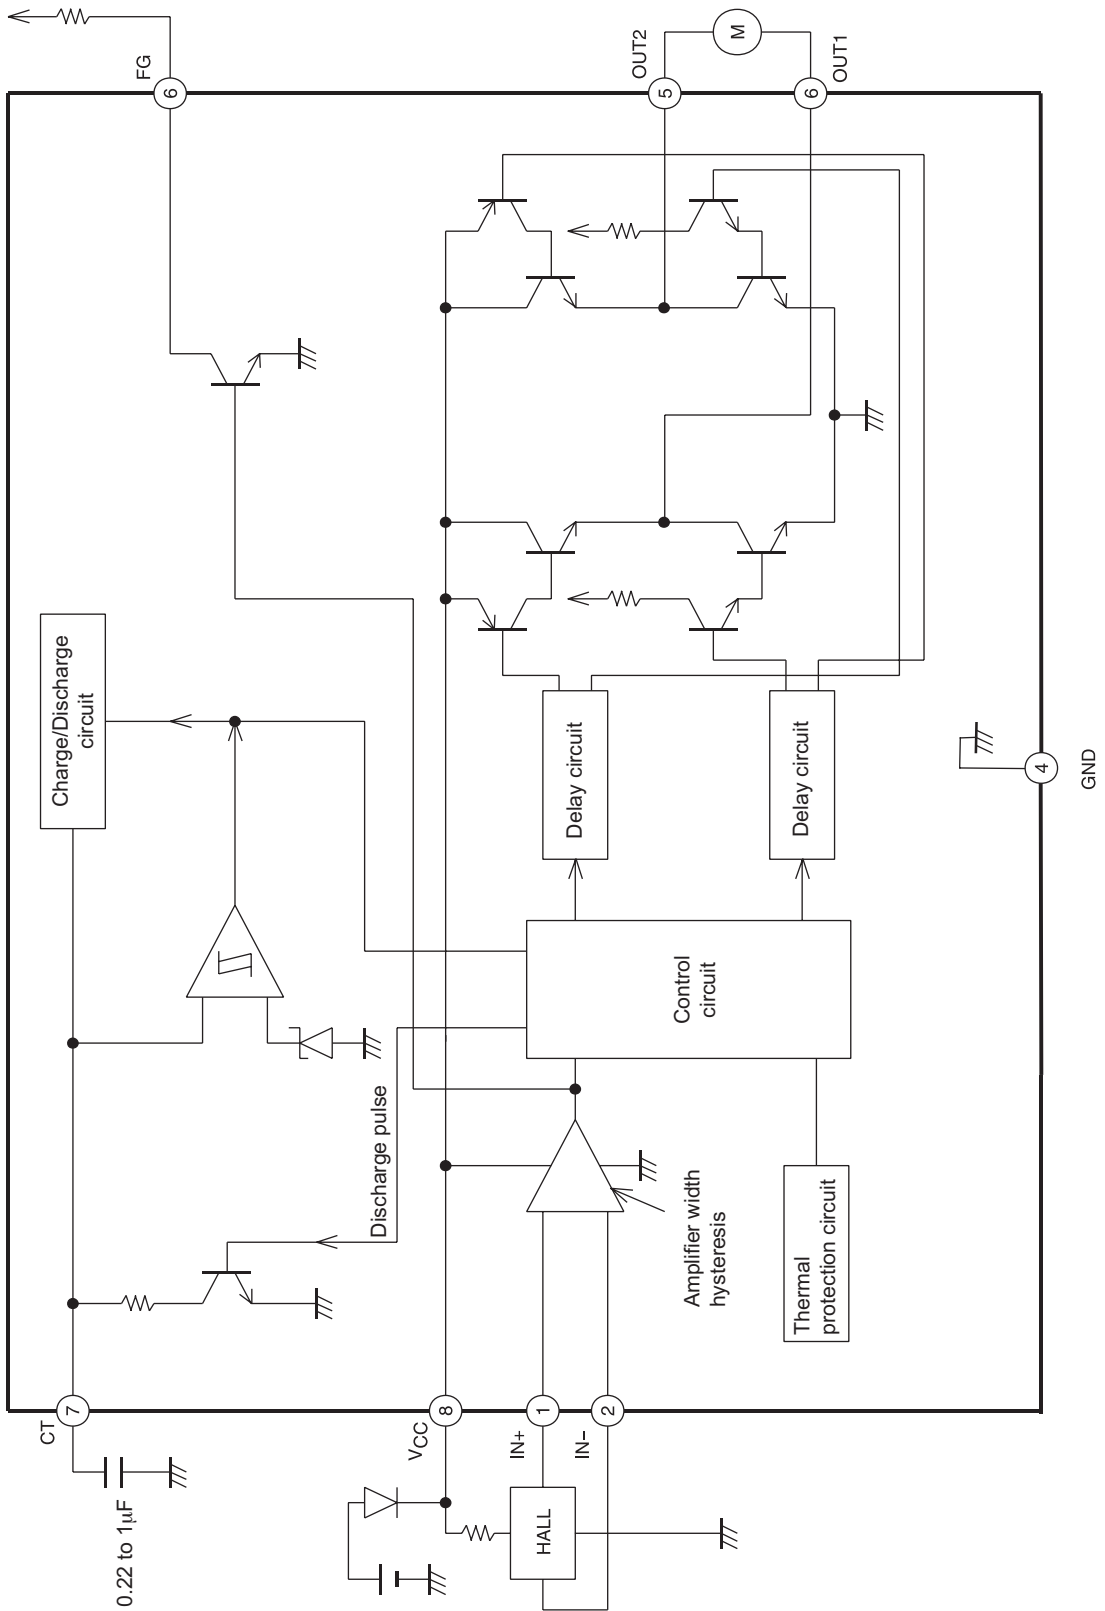 FG
6
OUT2
5
M
6
OUT1
Charge/Discharge
circuit
Delay circuit
Delay circuit
4
GND
Control
circuit
Discharge pulse
Amplifier width
hysteresis
Thermal
protection circuit
CT
7
VCC
8
IN+
1
IN−
2
0.22 to 1μF
HALL